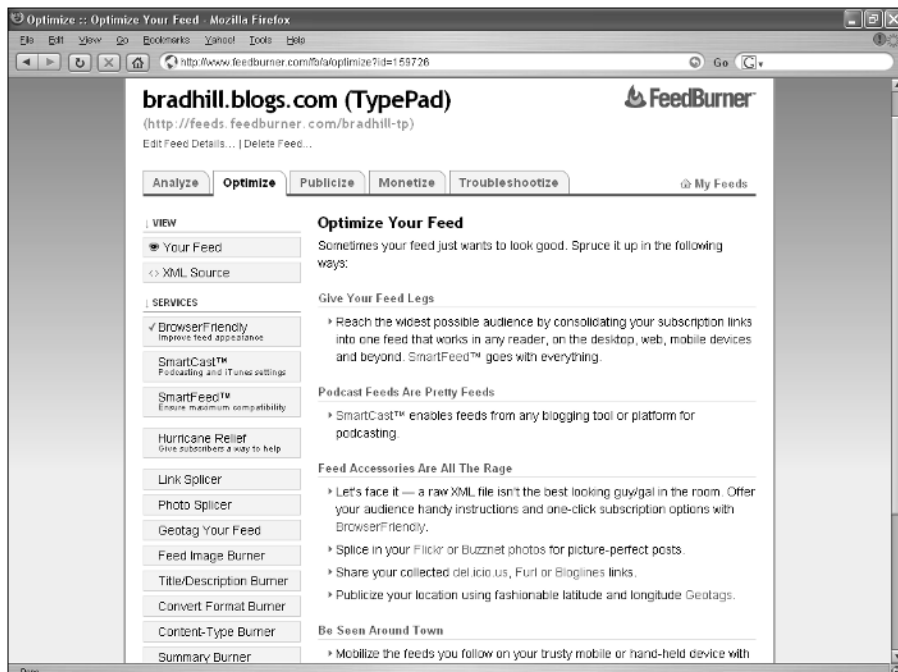 Optimize :: Optimize Your Feed - Mozilla Firefox
File Edit View Go Bookmarks Yahoo! Tools Help
http://www.feedburner.com/fb/a/optimize?id=159726 Go
bradhill.blogs.com (TypePad)
FeedBurner
(http://feeds.feedburner.com/bradhill-tp)
Edit Feed Details... | Delete Feed...
Analyze Optimize Publicize Monetize Troubleshootize My Feeds
VIEW
Your Feed
<> XML Source
SERVICES
BrowserFriendly
Improve feed appearance
SmartCast™
Podcasting and iTunes settings
SmartFeed™
Ensure maximum compatibility
Hurricane Relief
Give subscribers a way to help
Link Splicer
Photo Splicer
Geotag Your Feed
Feed Image Burner
Title/Description Burner
Convert Format Burner
Content-Type Burner
Summary Burner
Optimize Your Feed
Sometimes your feed just wants to look good. Spruce it up in the following
ways:
Give Your Feed Legs
Reach the widest possible audience by consolidating your subscription links
into one feed that works in any reader, on the desktop, web, mobile devices
and beyond. SmartFeed™ goes with everything.
Podcast Feeds Are Pretty Feeds
SmartCast™ enables feeds from any blogging tool or platform for
podcasting.
Feed Accessories Are All The Rage
Let's face it — a raw XML file isn't the best looking guy/gal in the room. Offer
your audience handy instructions and one-click subscription options with
BrowserFriendly.
Splice in your Flickr or Buzznet photos for picture-perfect posts.
Share your collected del.icio.us, Furl or Bloglines links.
Publicize your location using fashionable latitude and longitude Geotags.
Be Seen Around Town
Mobilize the feeds you follow on your trusty mobile or hand-held device with